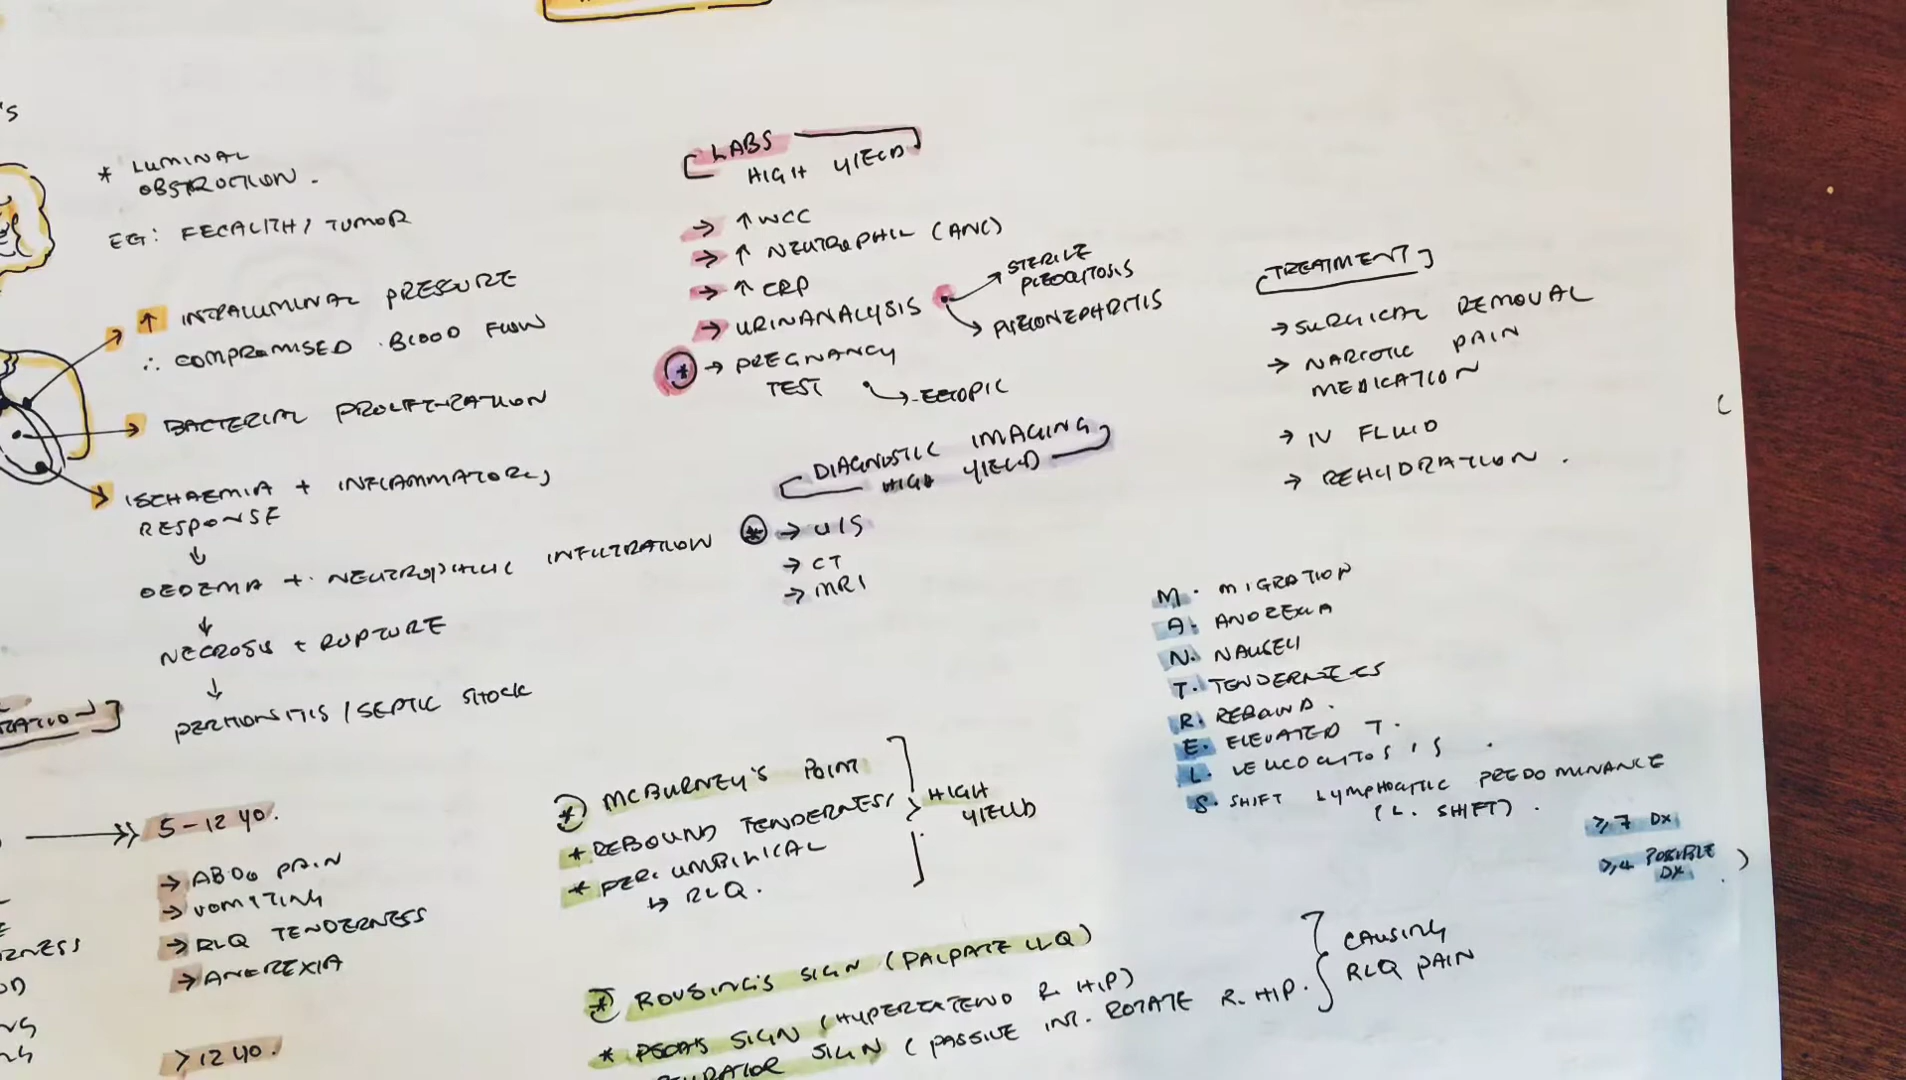 'S
* LUMINAL
OBSTRUCTION.
EG: FECALITH/ TUMOR
↑ INTRALUMINAL PRESSURE
∴ COMPROMISED BLOOD FLOW
BACTERIAL PROLIFERATION
ISCHAEMIA + INFLAMMATORY
RESPONSE
↓
OEDEMA + NEUTROPHILIC INFILTRATION
↓
NECROSIS + RUPTURE
↓
PERITIONSITIS / SEPTIC SHOCK
LABS
HIGH YIELD
→ ↑ WCC
→ ↑ NEUTROPHIL (ANC)
→ ↑ CRP
→ URINANALYSIS
→ STERILE
PLEOCYTOSIS
→ PYELONEPHRITIS
* → PREGNANCY
TEST → ECTOPIC
DIAGNOSTIC IMAGING
HIGH YIELD
* → U/S
→ CT
→ MRI
TREATMENT
→ SURGICAL REMOVAL
→ NARCOTIC PAIN
MEDICATION
→ IV FLUID
→ REHYDRATION.
M. MIGRATION
A. ANOREXIA
N. NAUSEA
T. TENDERNESS
R. REBOUND.
E. ELEVATED T.
L. LEUCOCYTOSIS.
S. SHIFT LYMPHOCYTIC PREDOMINANCE
(L. SHIFT).
≥7 DX
≥4 POSSIBLE
DX
5-12 YO.
→ ABDO PAIN
→ VOMITING
→ RLQ TENDERNESS
→ ANEREXIA
>12 YO.
* MCBURNEY'S POINT
* REBOUND TENDERNESS/
* PERI UMBILICAL
↳ RLQ.
HIGH
YIELD
* ROVSING'S SIGN (PALPATE LLQ)
* PSOAS SIGN (HYPEREXTEND R. HIP)
SIGN (PASSIVE INT. ROTATE R. HIP.
CAUSING
RLQ PAIN